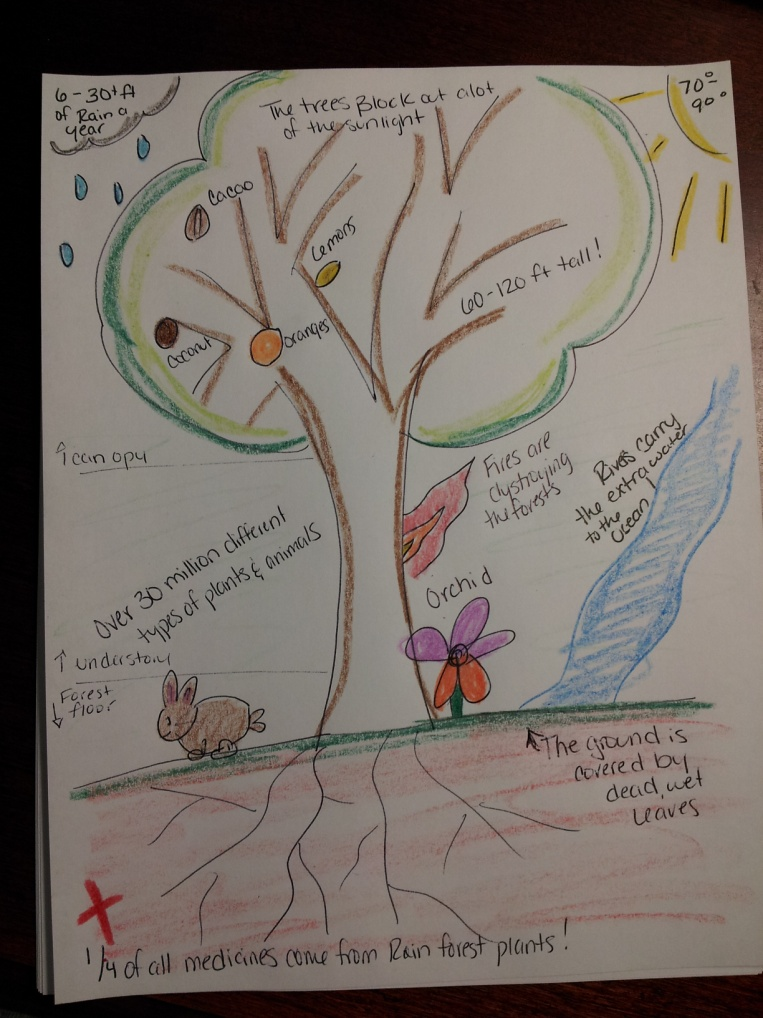 6-30+ft
of Rain a
year
70°-
90°
The trees Block out alot
of the sunlight
Cacao
Lemons
60-120 ft tall!
Coconut
oranges
↑canopy
Fires are
dystroying
the forests
Rivers carry
the extra water
to the
Ocean!
Over 30 million different
types of plants & animals
Orchid
↑ understory
Forest
↓ floor
↑The ground is
covered by
dead, wet
leaves
1/4 of all medicines come from Rain forest plants!